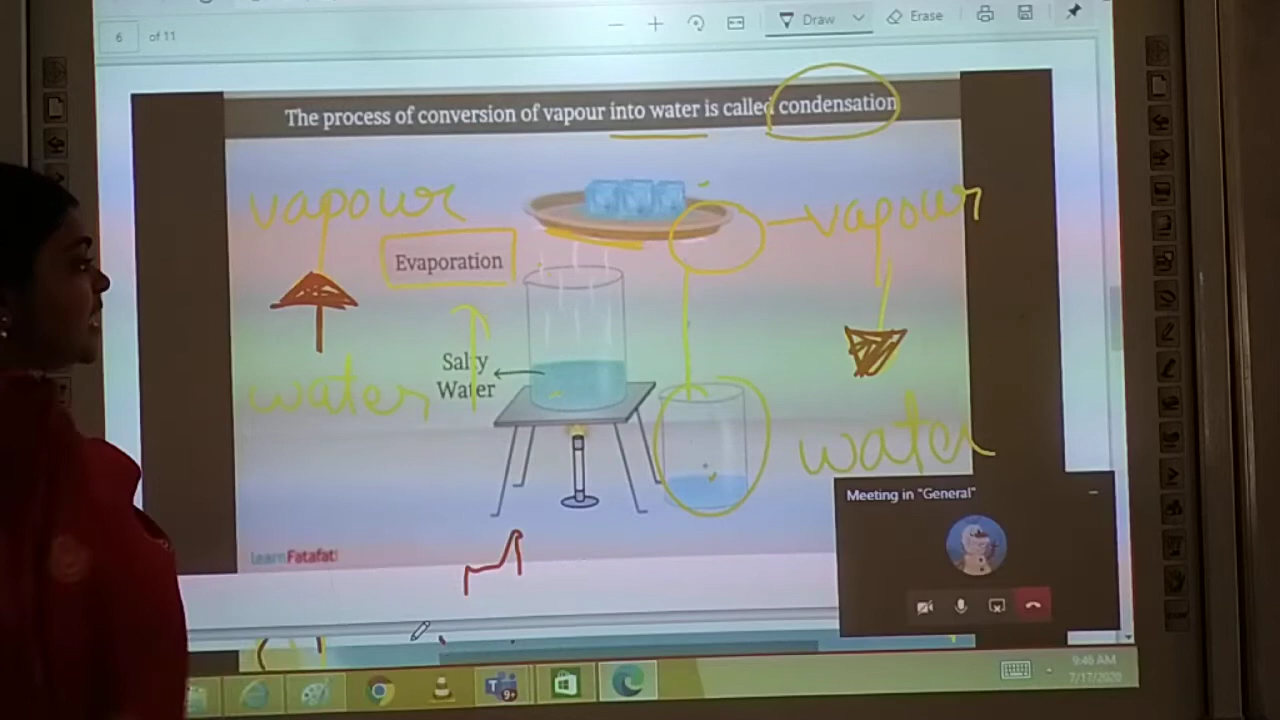 6 of 11
Draw
Erase
The process of conversion of vapour into water is called condensation
vapour
vapour
Evaporation
Salty
Water
water
water
Meeting in "General"
LearnFatafat
9+
9:46 AM
7/17/2020